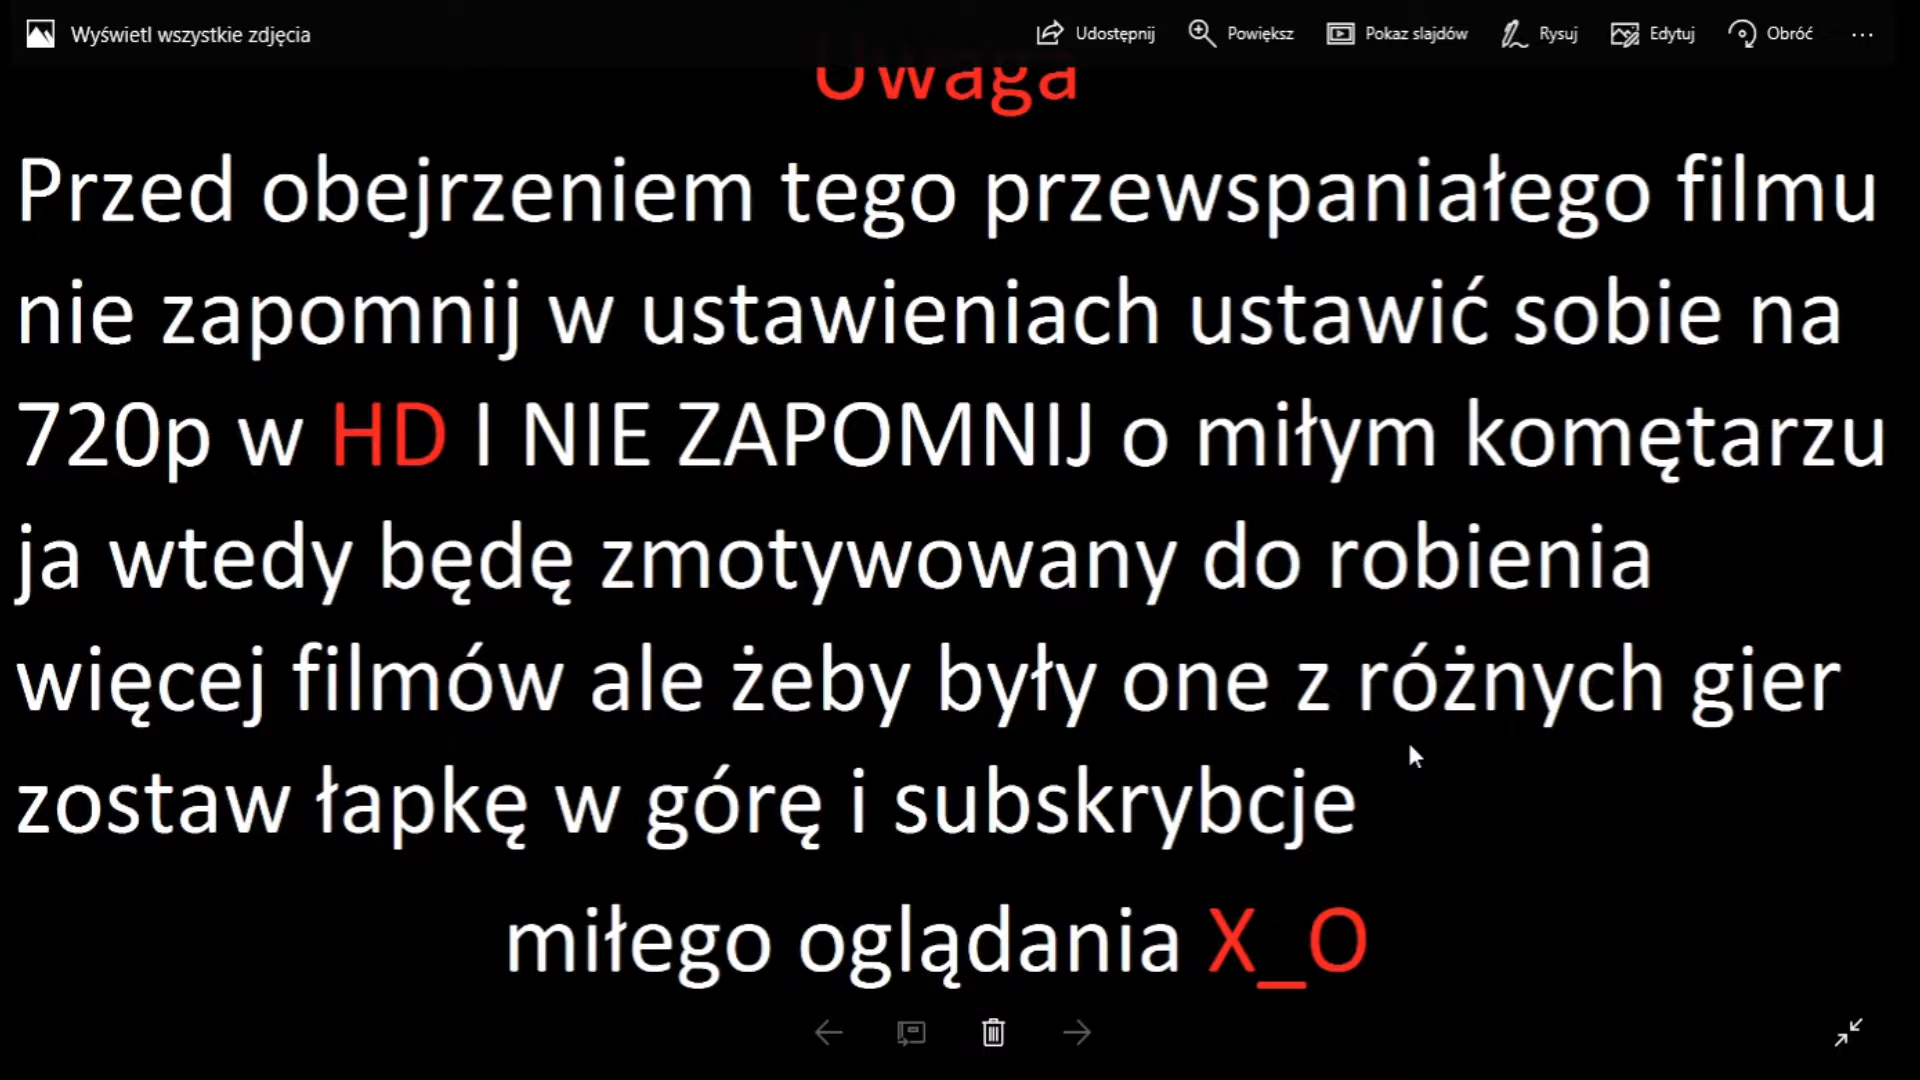 Wyświetl wszystkie zdjęcia Udostępnij Powiększ Pokaz slajdów Rysuj Edytuj Obróć ...
Uwaga
Przed obejrzeniem tego przewspaniałego filmu
nie zapomnij w ustawieniach ustawić sobie na
720p w HD I NIE ZAPOMNIJ o miłym komętarzu
ja wtedy będę zmotywowany do robienia
więcej filmów ale żeby były one z różnych gier
zostaw łapkę w górę i subskrybcje
miłego oglądania X_O